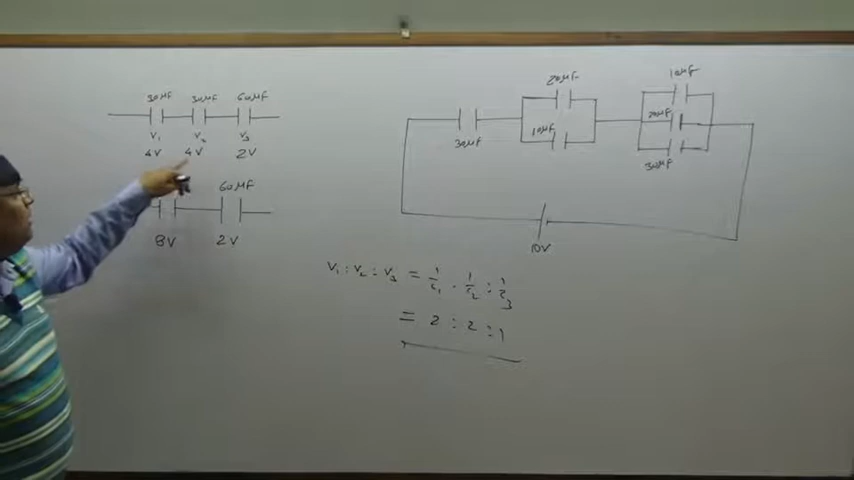 30μF 30μF 60μF
V₁ V₂ V₃
4V 4V 2V
60μF
8V 2V
30μF
20μF
10μF
10μF
20μF
30μF
10V
V₁ : V₂ : V₃ = 1/C₁ : 1/C₂ : 1/C₃
= 2 : 2 : 1